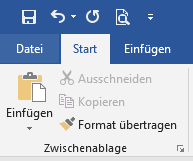 Datei Start Einfügen
Ausschneiden
Kopieren
Einfügen
Format übertragen
Zwischenablage